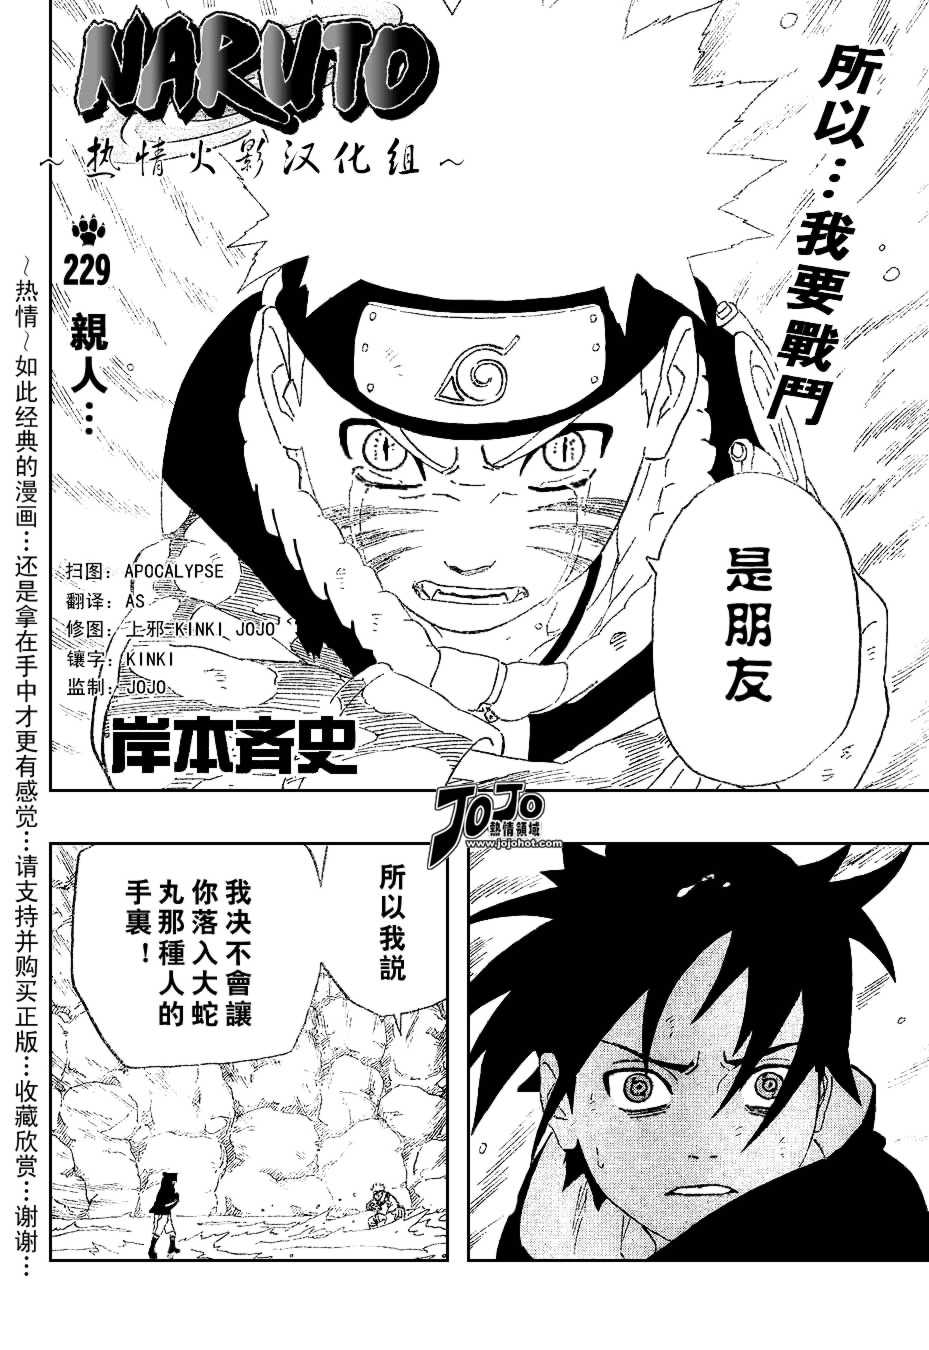 NARUTO
~热情火影汉化组~
229
親人…
所以…我要戰鬥
是朋友
扫图：APOCALYPSE
翻译：AS
修图：上邪 KINKI JOJO
镶字：KINKI
监制：JOJO
岸本斉史
JOJO
熱情領域
www.jojohot.com
所以我説
我决不會讓
你落入大蛇
丸那種人的
手裏！
~热情~如此经典的漫画…还是拿在手中才更有感觉…请支持并购买正版…收藏欣赏…谢谢…